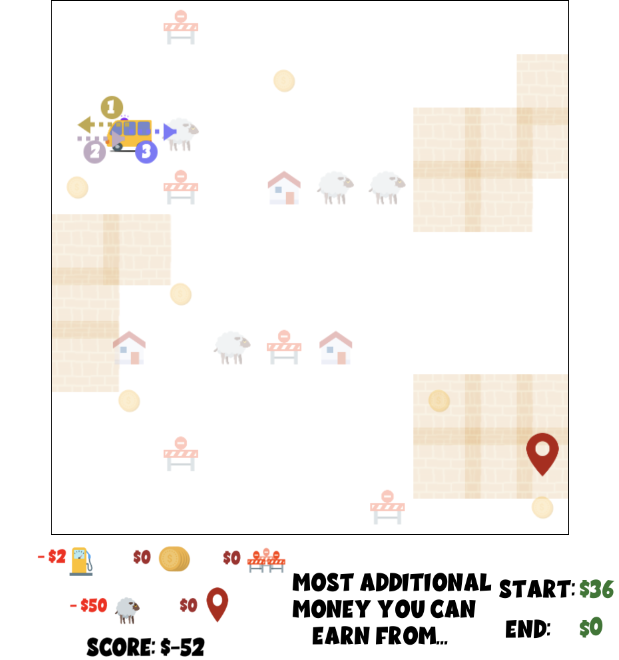 1
2
3
- $2
$0
$0
- $50
$0
SCORE: $-52
MOST ADDITIONAL
MONEY YOU CAN
EARN FROM...
START: $36
END: $0